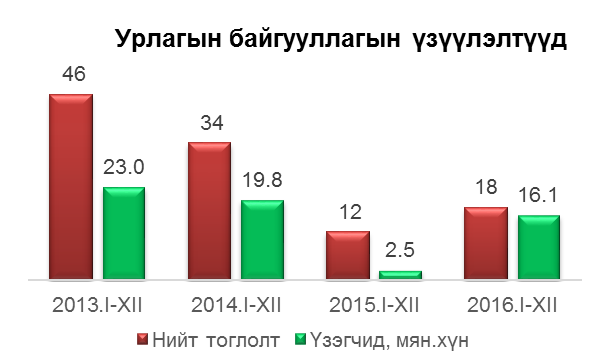 Урлагын байгууллагын үзүүлэлтүүд
46
23.0
34
19.8
12
2.5
18
16.1
2013.I-XII
2014.I-XII
2015.I-XII
2016.I-XII
Нийт тоглолт
Үзэгчид, мян.хүн